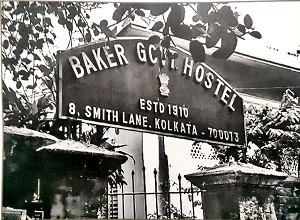 BAKER GOVT. HOSTEL
ESTD 1910
8, SMITH LANE. KOLKATA - 700013